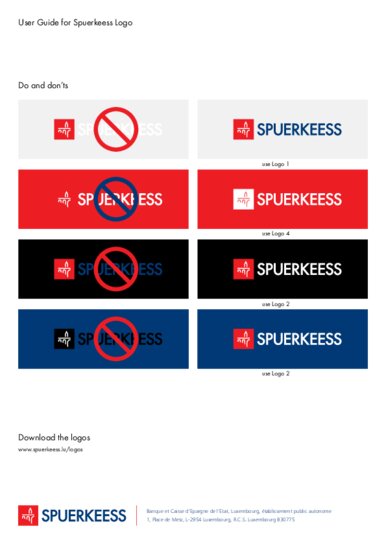 User Guide for Spuerkeess Logo
Do and don'ts
SPUERKEESS
SPUERKEESS
use Logo 1
SPUERKEESS
SPUERKEESS
use Logo 4
SPUERKEESS
SPUERKEESS
use Logo 2
SPUERKEESS
SPUERKEESS
use Logo 2
Download the logos
www.spuerkeess.lu/logos
SPUERKEESS
Banque et Caisse d'Epargne de l'Etat, Luxembourg, établissement public autonome
1, Place de Metz, L-2954 Luxembourg, R.C.S. Luxembourg B30775